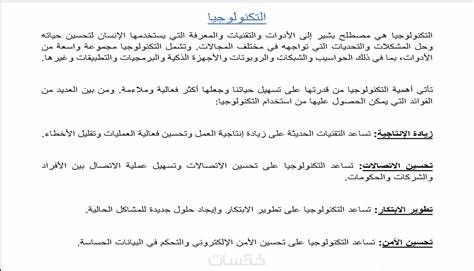 التكنولوجيا
التكنولوجيا هي مصطلح يشير إلى الأدوات والتقنيات والمعرفة التي يستخدمها الإنسان لتحسين حياته
وحل المشكلات والتحديات التي تواجهه في مختلف المجالات. وتشمل التكنولوجيا مجموعة واسعة من
الأدوات، بما في ذلك الحواسيب والشبكات والروبوتات والأجهزة الذكية والبرمجيات والتطبيقات وغيرها.
تأتي أهمية التكنولوجيا من قدرتها على تسهيل حياتنا وجعلها أكثر فعالية وملاءمة. ومن بين العديد من
الفوائد التي يمكن الحصول عليها من استخدام التكنولوجيا:
زيادة الإنتاجية: تساعد التقنيات الحديثة على زيادة إنتاجية العمل وتحسين فعالية العمليات وتقليل الأخطاء.
تحسين الاتصالات: تساعد التكنولوجيا على تحسين الاتصالات وتسهيل عملية الاتصال بين الأفراد
والشركات والحكومات.
تطوير الابتكار: تساعد التكنولوجيا على تطوير الابتكار وإيجاد حلول جديدة للمشاكل الحالية.
تحسين الأمن: تساعد التكنولوجيا على تحسين الأمن الإلكتروني والتحكم في البيانات الحساسة.
خمسات